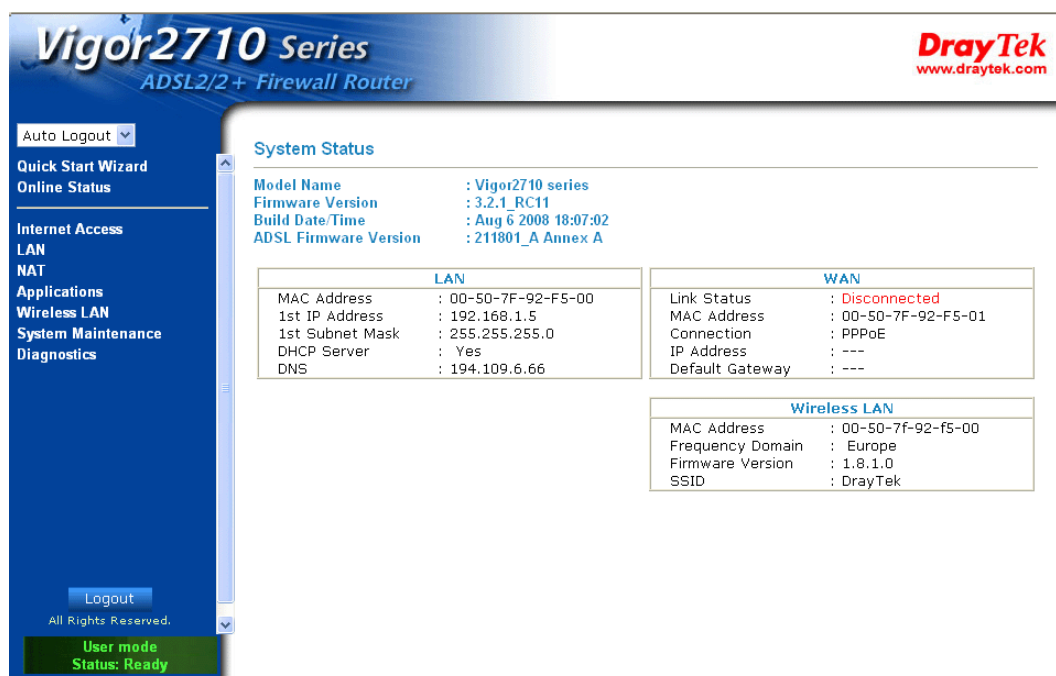 Vigor2710 Series
ADSL2/2+ Firewall Router
DrayTek
www.draytek.com
Auto Logout
Quick Start Wizard
Online Status
Internet Access
LAN
NAT
Applications
Wireless LAN
System Maintenance
Diagnostics
Logout
All Rights Reserved.
User mode
Status: Ready
System Status
Model Name : Vigor2710 series
Firmware Version : 3.2.1_RC11
Build Date/Time : Aug 6 2008 18:07:02
ADSL Firmware Version : 211801_A Annex A
LAN
MAC Address : 00-50-7F-92-F5-00
1st IP Address : 192.168.1.5
1st Subnet Mask : 255.255.255.0
DHCP Server : Yes
DNS : 194.109.6.66
WAN
Link Status : Disconnected
MAC Address : 00-50-7F-92-F5-01
Connection : PPPoE
IP Address : ---
Default Gateway : ---
Wireless LAN
MAC Address : 00-50-7f-92-f5-00
Frequency Domain : Europe
Firmware Version : 1.8.1.0
SSID : DrayTek